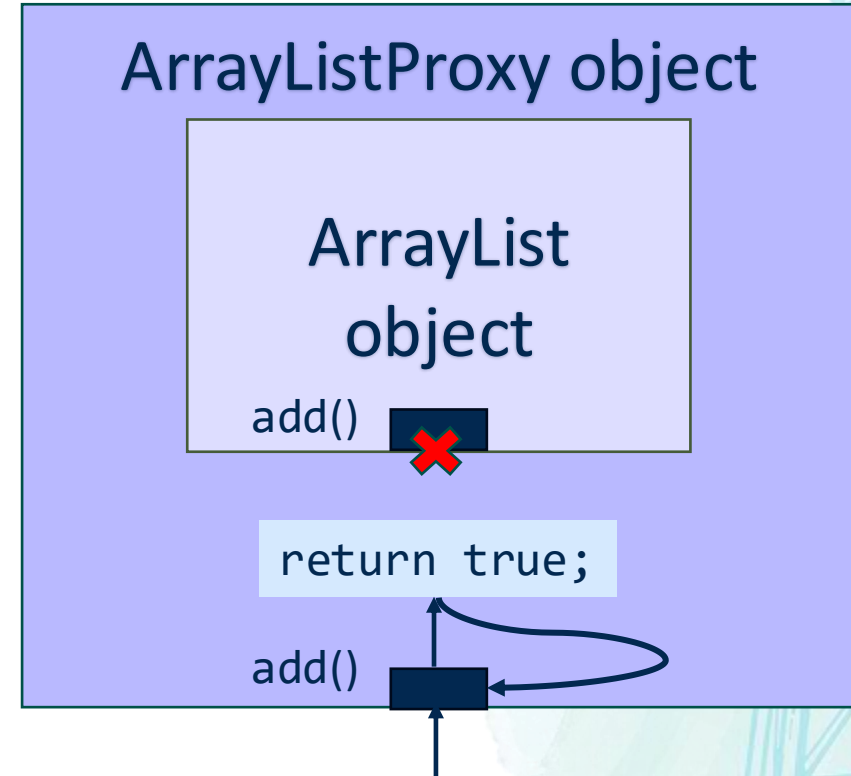 ArrayListProxy object
ArrayList
object
add()
return true;
add()